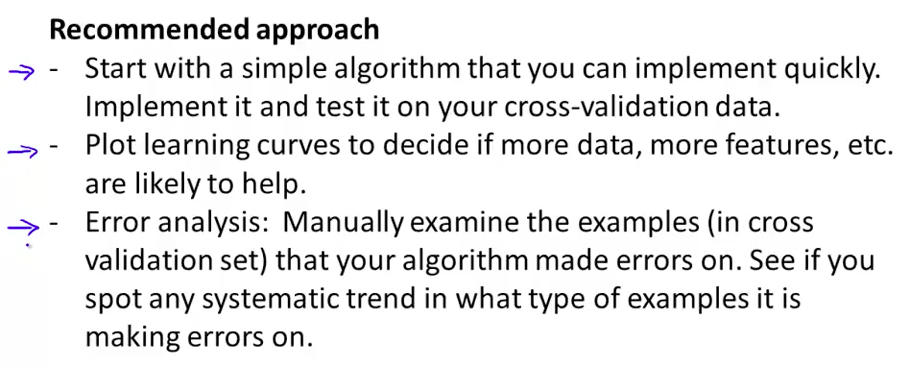 Recommended approach
- Start with a simple algorithm that you can implement quickly.
Implement it and test it on your cross-validation data.
- Plot learning curves to decide if more data, more features, etc.
are likely to help.
- Error analysis:  Manually examine the examples (in cross
validation set) that your algorithm made errors on. See if you
spot any systematic trend in what type of examples it is
making errors on.